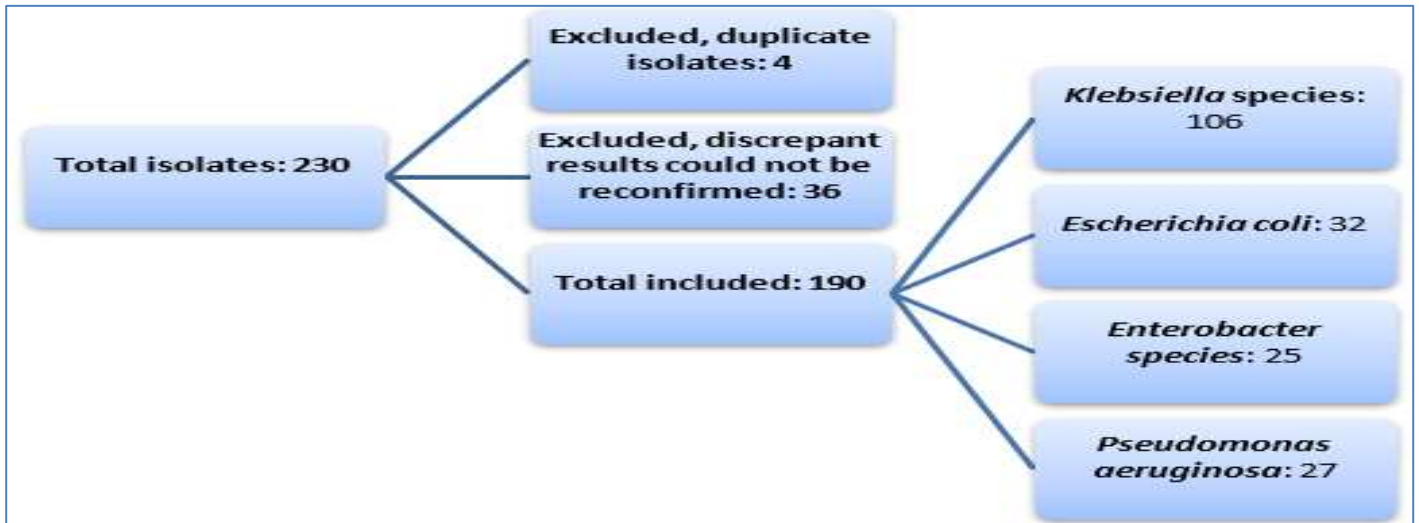 Total isolates: 230
Excluded, duplicate
isolates: 4
Excluded, discrepant
results could not be
reconfirmed: 36
Total included: 190
Klebsiella species:
106
Escherichia coli: 32
Enterobacter
species: 25
Pseudomonas
aeruginosa: 27